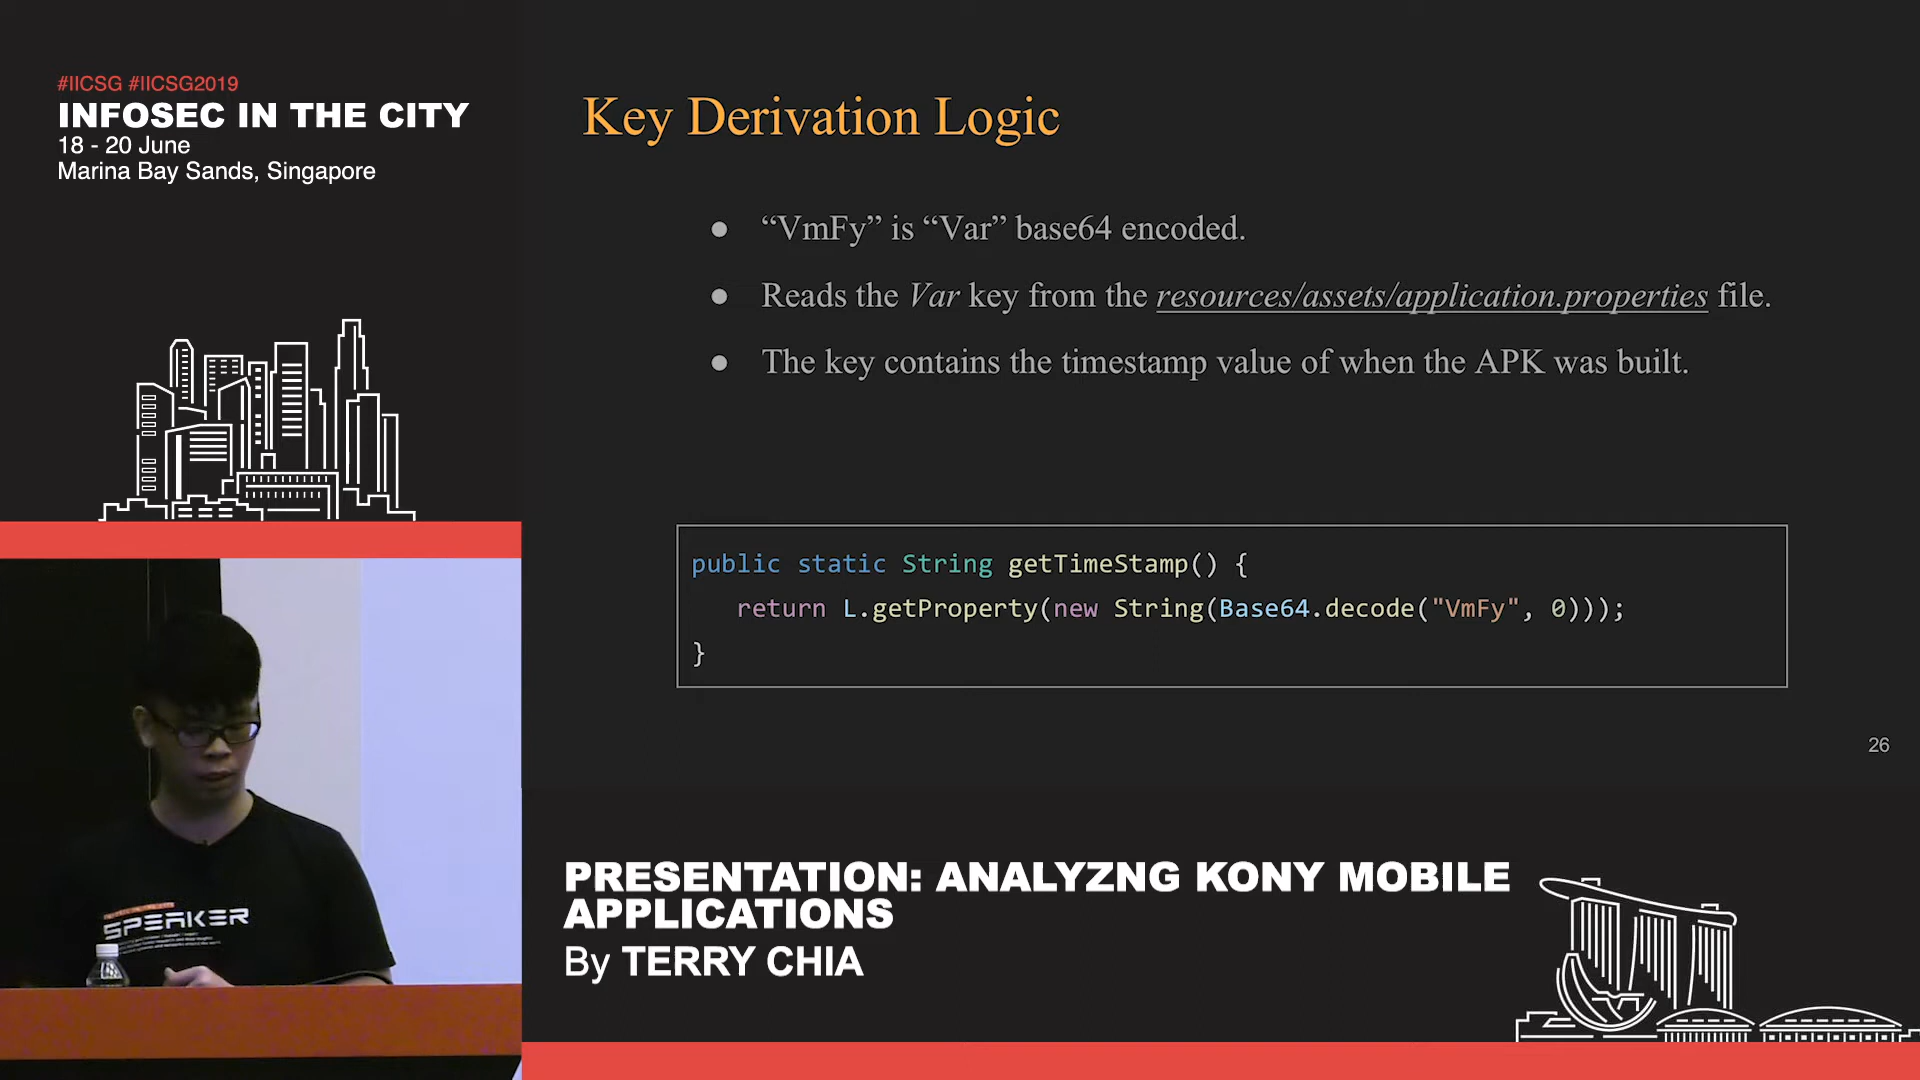 #IICSG #IICSG2019
INFOSEC IN THE CITY
18 - 20 June
Marina Bay Sands, Singapore
Key Derivation Logic
● “VmFy” is “Var” base64 encoded.
● Reads the Var key from the resources/assets/application.properties file.
● The key contains the timestamp value of when the APK was built.
public static String getTimeStamp() {
return L.getProperty(new String(Base64.decode("VmFy", 0)));
}
26
SPEAKER
PRESENTATION: ANALYZNG KONY MOBILE
APPLICATIONS
By TERRY CHIA